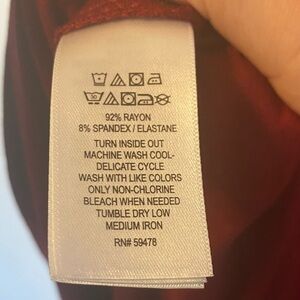 92% RAYON
8% SPANDEX / ELASTANE
TURN INSIDE OUT
MACHINE WASH COOL-
DELICATE CYCLE
WASH WITH LIKE COLORS
ONLY NON-CHLORINE
BLEACH WHEN NEEDED
TUMBLE DRY LOW
MEDIUM IRON
RN# 59478